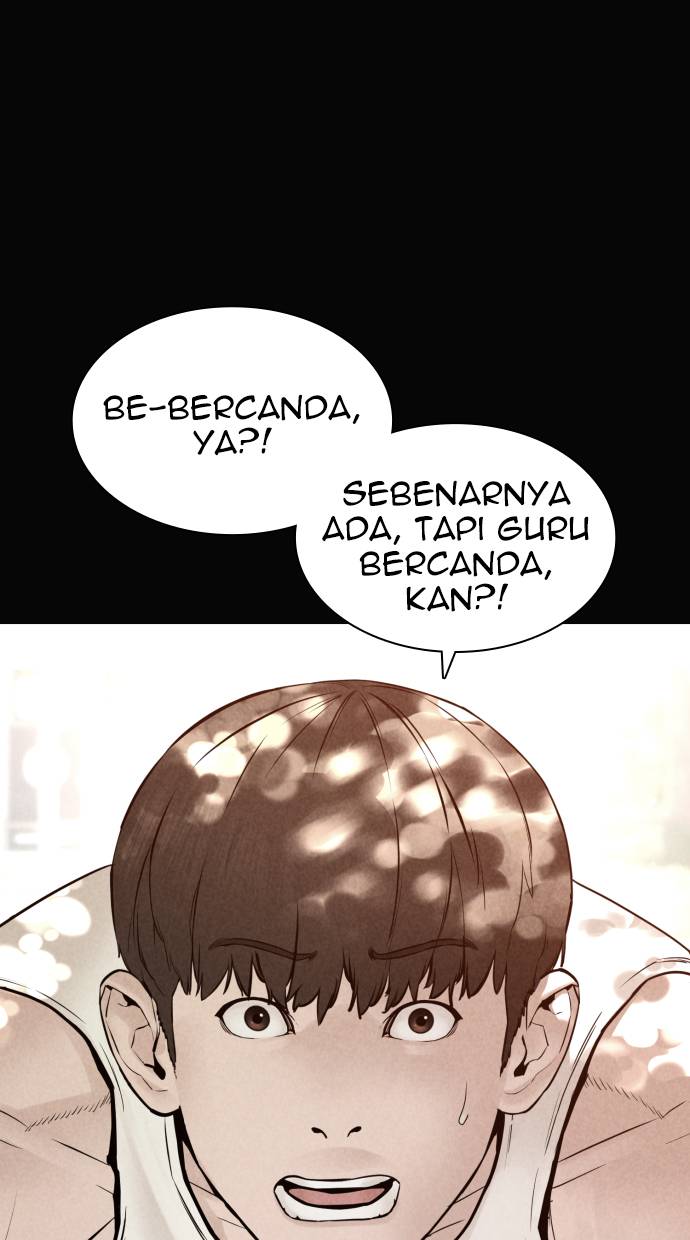 BE-BERCANDA,
YA?!
SEBENARNYA
ADA, TAPI GURU
BERCANDA,
KAN?!